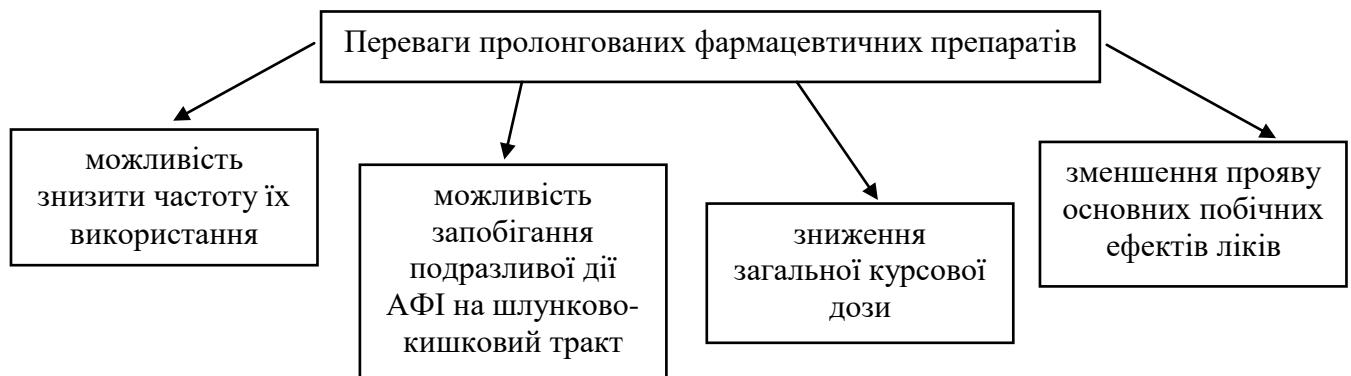 Переваги пролонгованих фармацевтичних препаратів
можливість
знизити частоту їх
використання
можливість
запобігання
подразливої дії
АФІ на шлунково-
кишковий тракт
зниження
загальної курсової
дози
зменшення прояву
основних побічних
ефектів ліків